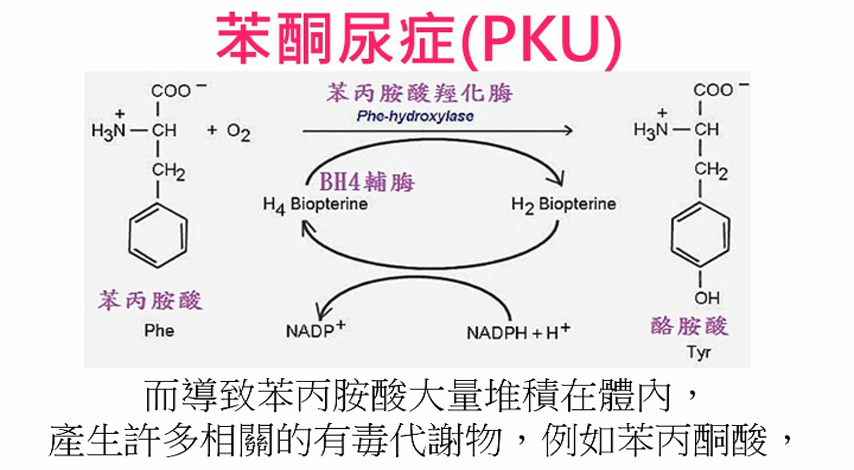 苯酮尿症(PKU)
COO⁻
苯丙胺酸羥化脢
COO⁻
Phe-hydroxylase
H₃N⁺—CH + O₂
H₃N⁺—CH
CH₂
BH4輔脢
CH₂
H₄ Biopterine
H₂ Biopterine
苯丙胺酸
OH
Phe
NADP⁺
NADPH + H⁺
酪胺酸
Tyr
而導致苯丙胺酸大量堆積在體內，
產生許多相關的有毒代謝物，例如苯丙酮酸，